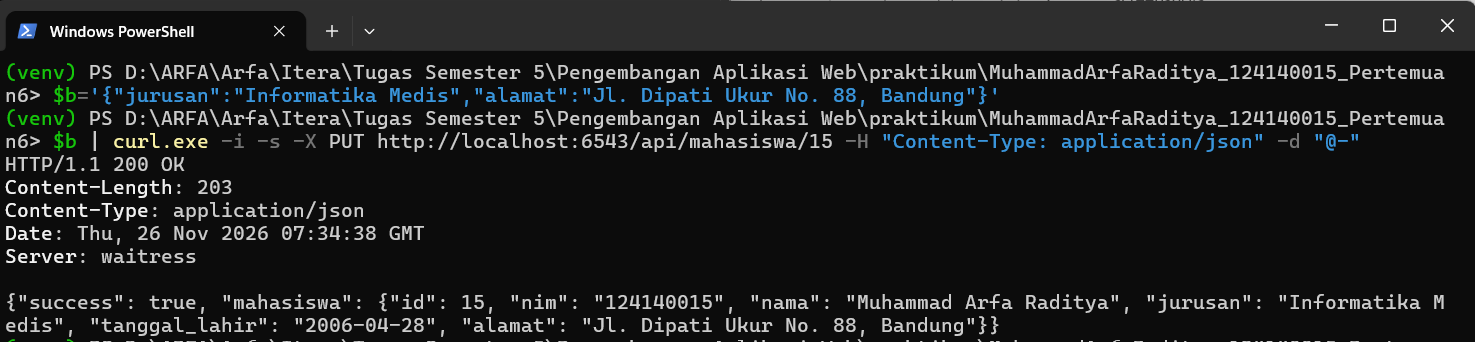 Windows PowerShell
(venv) PS D:\ARFA\Arfa\Itera\Tugas Semester 5\Pengembangan Aplikasi Web\praktikum\MuhammadArfaRaditya_124140015_Pertemua
n6> $b='{"jurusan":"Informatika Medis","alamat":"Jl. Dipati Ukur No. 88, Bandung"}'
(venv) PS D:\ARFA\Arfa\Itera\Tugas Semester 5\Pengembangan Aplikasi Web\praktikum\MuhammadArfaRaditya_124140015_Pertemua
n6> $b | curl.exe -i -s -X PUT http://localhost:6543/api/mahasiswa/15 -H "Content-Type: application/json" -d "@-"
HTTP/1.1 200 OK
Content-Length: 203
Content-Type: application/json
Date: Thu, 26 Nov 2026 07:34:38 GMT
Server: waitress
{"success": true, "mahasiswa": {"id": 15, "nim": "124140015", "nama": "Muhammad Arfa Raditya", "jurusan": "Informatika M
edis", "tanggal_lahir": "2006-04-28", "alamat": "Jl. Dipati Ukur No. 88, Bandung"}}